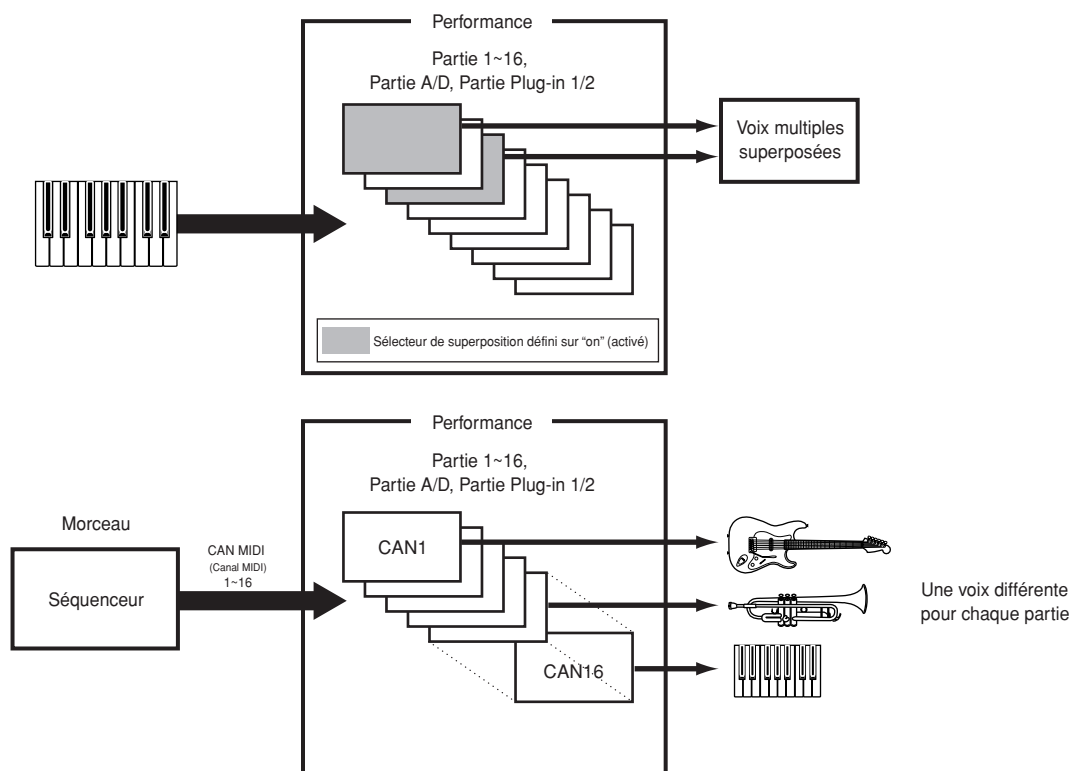 Performance
Partie 1~16,
Partie A/D, Partie Plug-in 1/2
Voix multiples
superposées
Sélecteur de superposition défini sur “on” (activé)
Performance
Partie 1~16,
Partie A/D, Partie Plug-in 1/2
Morceau
Séquenceur
CAN MIDI
(Canal MIDI)
1~16
CAN1
CAN16
Une voix différente
pour chaque partie